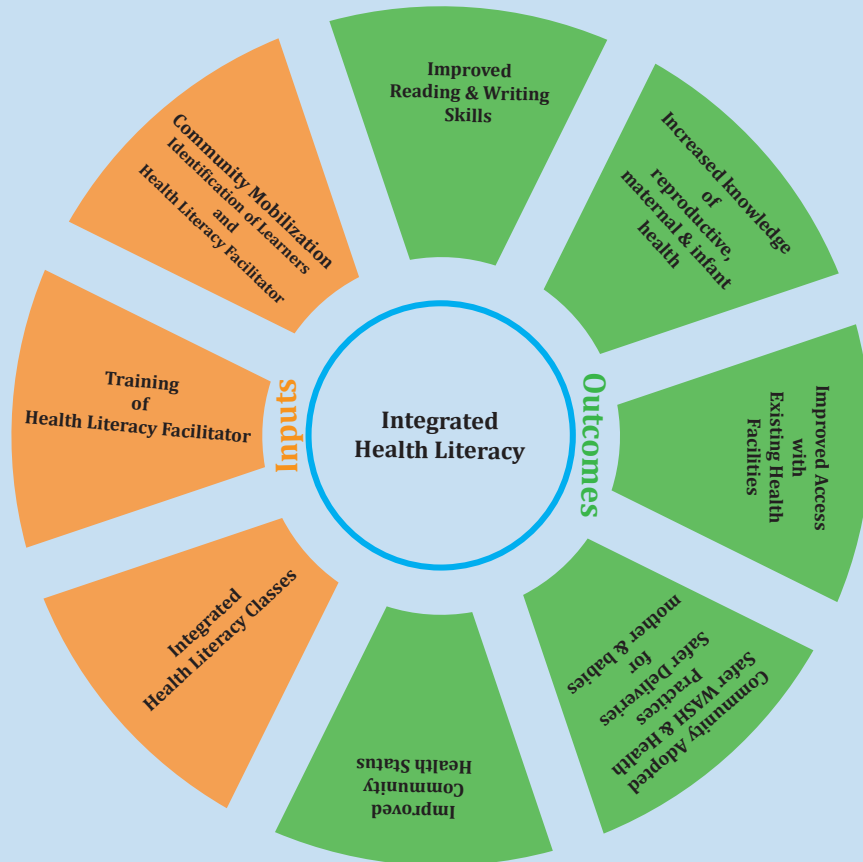 Improved
Reading & Writing
Skills
Increased knowledge
of
reproductive,
maternal & infant
health
Improved Access
with
Existing Health
Facilities
Community Adopted
Safer WASH & Health
Practices
for
Safer Deliveries
mother & babies
Improved
Community
Health Status
Integrated
Health Literacy Classes
Training
of
Health Literacy Facilitator
Community Mobilization
Identification of Learners
and
Health Literacy Facilitator
Inputs
Integrated
Health Literacy
Outcomes